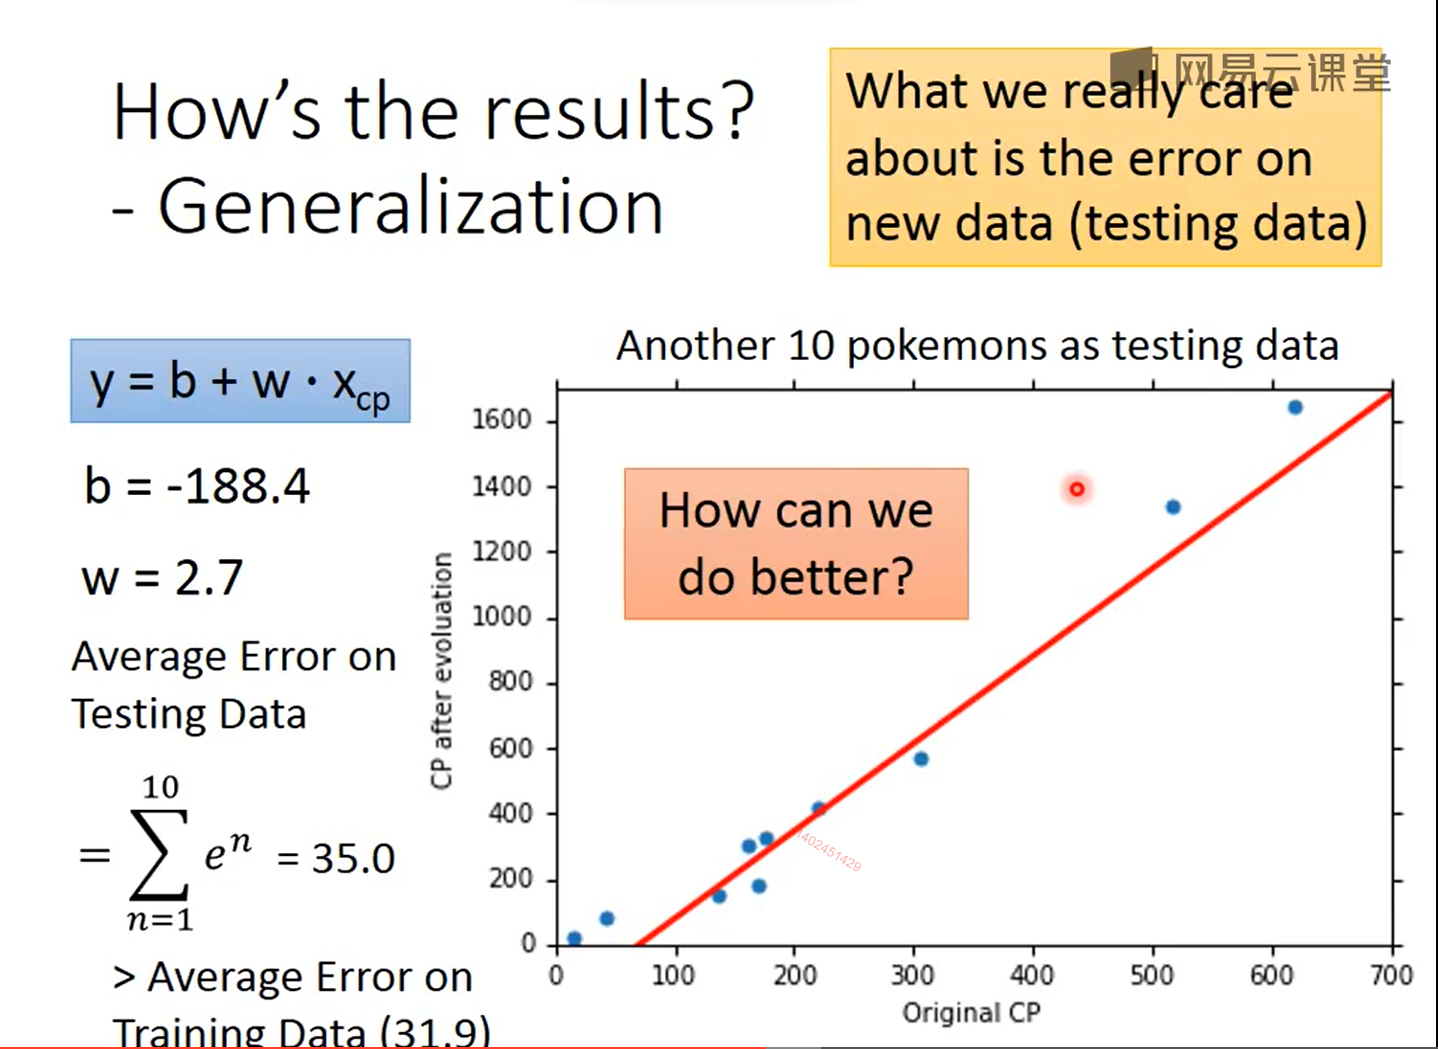 网易云课堂
How's the results?
- Generalization
What we really care
about is the error on
new data (testing data)
y = b + w · xcp
b = -188.4
w = 2.7
Average Error on
Testing Data
= ∑ n=1 10 eⁿ = 35.0
> Average Error on
Training Data (31.9)
Another 10 pokemons as testing data
How can we
do better?
CP after evoluation
1600
1400
1200
1000
800
600
400
200
0
0 100 200 300 400 500 600 700
Original CP
1402451429